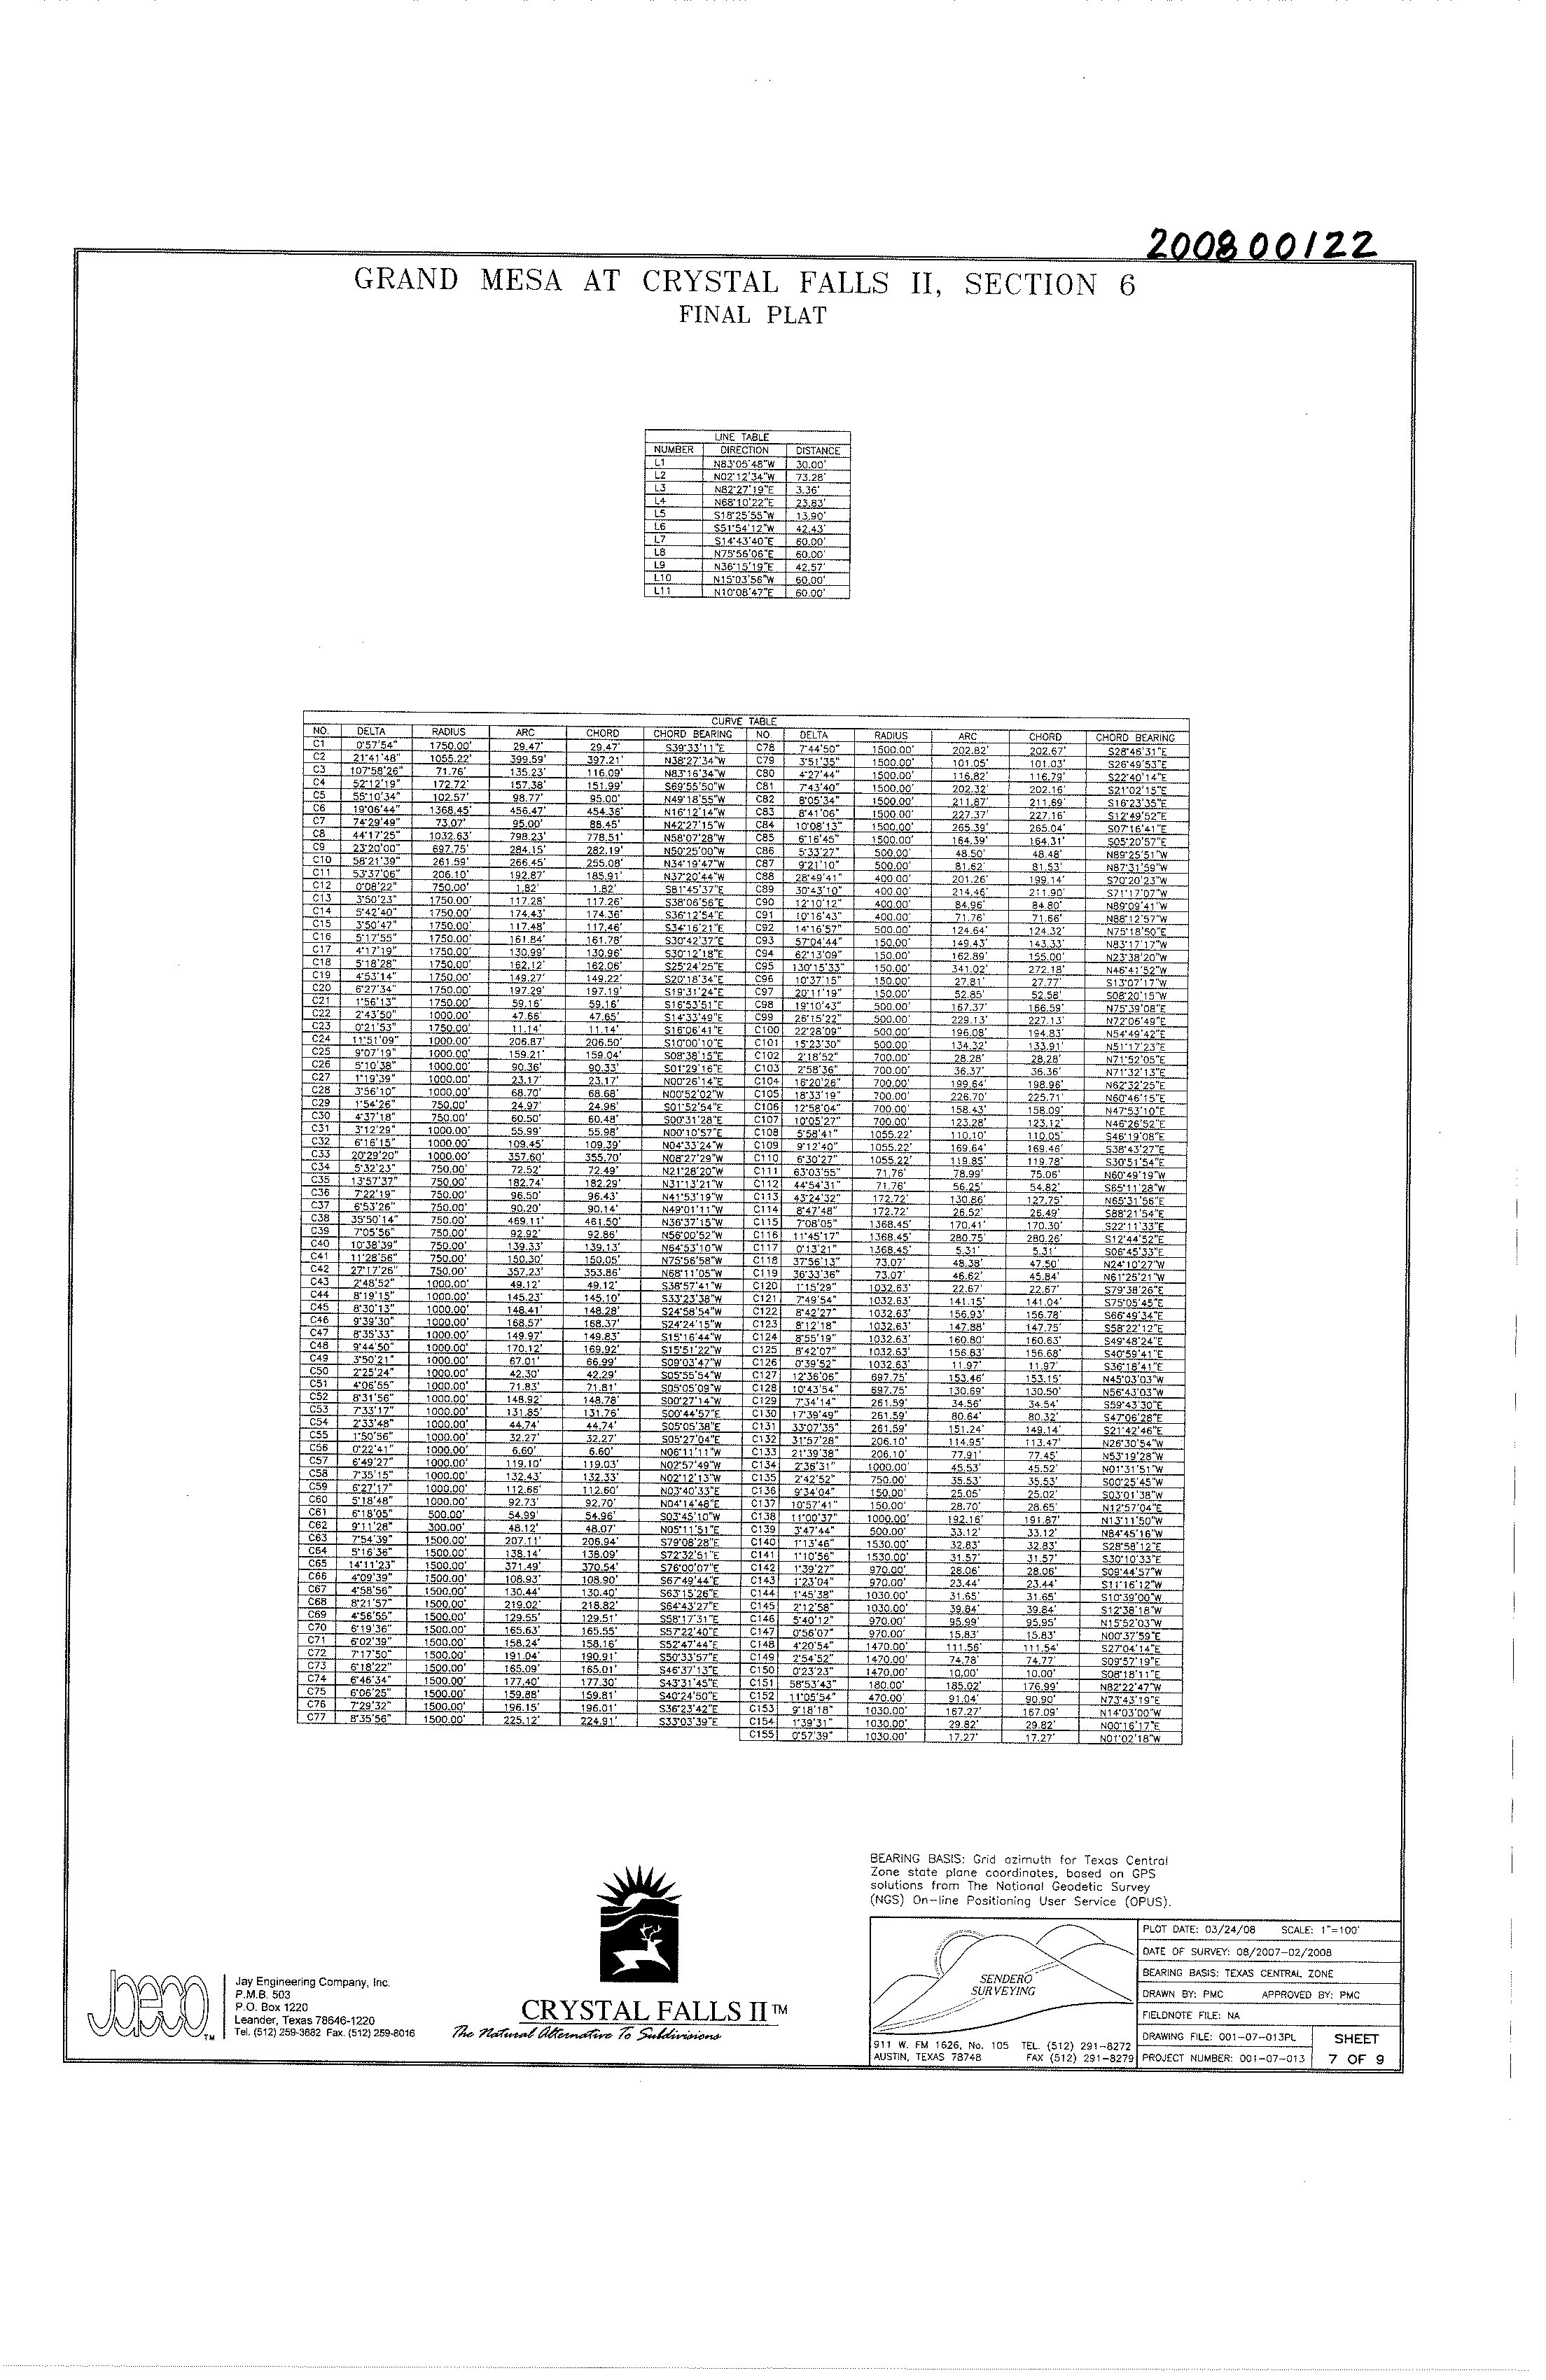 200800122
GRAND MESA AT CRYSTAL FALLS II, SECTION 6
FINAL PLAT
LINE TABLE
NUMBER DIRECTION DISTANCE
L1 N83°05'48"W 30.00'
L2 N02°12'34"W 73.28'
L3 N82°27'19"E 3.36'
L4 N68°10'22"E 23.83'
L5 S18°25'55"W 13.90'
L6 S51°54'12"W 42.43'
L7 S14°43'40"E 60.00'
L8 N75°56'06"E 60.00'
L9 N36°15'19"E 42.57'
L10 N15°03'56"W 60.00'
L11 N10°08'47"E 60.00'
CURVE TABLE
NO. DELTA RADIUS ARC CHORD CHORD BEARING NO. DELTA RADIUS ARC CHORD CHORD BEARING
C1 0°57'54" 1750.00' 29.47' 29.47' S39°33'11"E C78 7°44'50" 1500.00' 202.82' 202.67' S28°46'31"E
C2 21°41'48" 1055.22' 399.59' 397.21' N38°27'34"W C79 3°51'35" 1500.00' 101.05' 101.03' S26°49'53"E
C3 107°58'26" 71.76' 135.23' 116.09' N83°16'34"W C80 4°27'44" 1500.00' 116.82' 116.79' S22°40'14"E
C4 52°12'19" 172.72' 157.38' 151.99' S69°55'50"W C81 7°43'40" 1500.00' 202.32' 202.16' S21°02'15"E
C5 55°10'34" 102.57' 98.77' 95.00' N49°18'55"W C82 8°05'34" 1500.00' 211.87' 211.69' S16°23'35"E
C6 19°06'44" 1368.45' 456.47' 454.36' N16°12'14"W C83 8°41'06" 1500.00' 227.37' 227.16' S12°49'52"E
C7 74°29'49" 73.07' 95.00' 88.45' N42°27'15"W C84 10°08'13" 1500.00' 265.39' 265.04' S07°16'41"E
C8 44°17'25" 1032.63' 798.23' 778.51' N58°07'28"W C85 6°16'45" 1500.00' 164.39' 164.31' S05°20'57"E
C9 23°20'00" 697.75' 284.15' 282.19' N50°25'00"W C86 5°33'27" 500.00' 48.50' 48.48' N89°25'51"W
C10 58°21'39" 261.59' 266.45' 255.08' N34°19'47"W C87 9°21'10" 500.00' 81.62' 81.53' N87°31'59"W
C11 53°37'06" 206.10' 192.87' 185.91' N37°20'44"W C88 28°49'41" 400.00' 201.26' 199.14' S70°20'23"W
C12 0°08'22" 750.00' 1.82' 1.82' S81°45'37"E C89 30°43'10" 400.00' 214.46' 211.90' S71°17'07"W
C13 3°50'23" 1750.00' 117.28' 117.26' S38°06'56"E C90 12°10'12" 400.00' 84.96' 84.80' N89°09'41"W
C14 5°42'40" 1750.00' 174.43' 174.36' S36°12'54"E C91 10°16'43" 400.00' 71.76' 71.66' N88°12'57"W
C15 3°50'47" 1750.00' 117.48' 117.46' S34°16'21"E C92 14°16'57" 500.00' 124.64' 124.32' N75°18'50"E
C16 5°17'55" 1750.00' 161.84' 161.78' S30°42'37"E C93 57°04'44" 150.00' 149.43' 143.33' N83°17'17"W
C17 4°17'19" 1750.00' 130.99' 130.96' S30°12'18"E C94 62°13'09" 150.00' 162.89' 155.00' N23°38'20"W
C18 5°18'28" 1750.00' 162.12' 162.06' S25°24'25"E C95 130°15'33" 150.00' 341.02' 272.18' N46°41'52"W
C19 4°53'14" 1750.00' 149.27' 149.22' S20°18'34"E C96 10°37'15" 150.00' 27.81' 27.77' S13°07'17"W
C20 6°27'34" 1750.00' 197.29' 197.19' S19°31'24"E C97 20°11'19" 150.00' 52.85' 52.58' S08°20'15"W
C21 1°56'13" 1750.00' 59.16' 59.16' S16°53'51"E C98 19°10'43" 500.00' 167.37' 166.59' N75°39'08"E
C22 2°43'50" 1000.00' 47.66' 47.65' S14°33'49"E C99 26°15'22" 500.00' 229.13' 227.13' N72°06'49"E
C23 0°21'53" 1750.00' 11.14' 11.14' S16°06'41"E C100 22°28'09" 500.00' 196.08' 194.83' N54°49'42"E
C24 11°51'09" 1000.00' 206.87' 206.50' S10°00'10"E C101 15°23'30" 500.00' 134.32' 133.91' N51°17'23"E
C25 9°07'19" 1000.00' 159.21' 159.04' S08°38'15"E C102 2°18'52" 700.00' 28.28' 28.28' N71°52'05"E
C26 5°10'38" 1000.00' 90.36' 90.33' S01°29'16"E C103 2°58'36" 700.00' 36.37' 36.36' N71°32'13"E
C27 1°19'39" 1000.00' 23.17' 23.17' N00°26'14"E C104 16°20'26" 700.00' 199.64' 198.96' N62°32'25"E
C28 3°56'10" 1000.00' 68.70' 68.68' N00°52'02"W C105 18°33'19" 700.00' 226.70' 225.71' N60°46'15"E
C29 1°54'26" 750.00' 24.97' 24.96' S01°52'54"E C106 12°58'04" 700.00' 158.43' 158.09' N47°53'10"E
C30 4°37'18" 750.00' 60.50' 60.48' S00°31'28"E C107 10°05'27" 700.00' 123.28' 123.12' N46°26'52"E
C31 3°12'29" 1000.00' 55.99' 55.98' N00°10'57"E C108 5°58'41" 1055.22' 110.10' 110.05' S46°19'08"E
C32 6°16'15" 1000.00' 109.45' 109.39' N04°33'24"W C109 9°12'40" 1055.22' 169.64' 169.46' S38°43'27"E
C33 20°29'20" 1000.00' 357.60' 355.70' N08°27'29"W C110 6°30'27" 1055.22' 119.85' 119.78' S30°51'54"E
C34 5°32'23" 750.00' 72.52' 72.49' N21°28'20"W C111 63°03'55" 71.76' 78.99' 75.06' N60°49'19"W
C35 13°57'37" 750.00' 182.74' 182.29' N31°13'21"W C112 44°54'31" 71.76' 56.25' 54.82' S65°11'28"W
C36 7°22'19" 750.00' 96.50' 96.43' N41°53'19"W C113 43°24'32" 172.72' 130.86' 127.75' N65°31'56"E
C37 6°53'26" 750.00' 90.20' 90.14' N49°01'11"W C114 8°47'48" 172.72' 26.52' 26.49' S88°21'54"E
C38 35°50'14" 750.00' 469.11' 461.50' N36°37'15"W C115 7°08'05" 1368.45' 170.41' 170.30' S22°11'33"E
C39 7°05'56" 750.00' 92.92' 92.86' N56°00'52"W C116 11°45'17" 1368.45' 280.75' 280.26' S12°44'52"E
C40 10°38'39" 750.00' 139.33' 139.13' N64°53'10"W C117 0°13'21" 1368.45' 5.31' 5.31' S06°45'33"E
C41 11°28'56" 750.00' 150.30' 150.05' N75°56'58"W C118 37°56'13" 73.07' 48.38' 47.50' N24°10'27"W
C42 27°17'26" 750.00' 357.23' 353.86' N68°11'05"W C119 36°33'36" 73.07' 46.62' 45.84' N61°25'21"W
C43 2°48'52" 1000.00' 49.12' 49.12' S38°57'41"W C120 1°15'29" 1032.63' 22.67' 22.67' S79°38'26"E
C44 8°19'15" 1000.00' 145.23' 145.10' S33°23'38"W C121 7°49'54" 1032.63' 141.15' 141.04' S75°05'45"E
C45 8°30'13" 1000.00' 148.41' 148.28' S24°58'54"W C122 8°42'27" 1032.63' 156.93' 156.78' S66°49'34"E
C46 9°39'30" 1000.00' 168.57' 168.37' S24°24'15"W C123 8°12'18" 1032.63' 147.88' 147.75' S58°22'12"E
C47 8°35'33" 1000.00' 149.97' 149.83' S15°16'44"W C124 8°55'19" 1032.63' 160.80' 160.63' S49°48'24"E
C48 9°44'50" 1000.00' 170.12' 169.92' S15°51'22"W C125 8°42'07" 1032.63' 156.83' 156.68' S40°59'41"E
C49 3°50'21" 1000.00' 67.01' 66.99' S09°03'47"W C126 0°39'52" 1032.63' 11.97' 11.97' S36°18'41"E
C50 2°25'24" 1000.00' 42.30' 42.29' S05°55'54"W C127 12°36'06" 697.75' 153.46' 153.15' N45°03'03"W
C51 4°06'55" 1000.00' 71.83' 71.81' S05°05'09"W C128 10°43'54" 697.75' 130.69' 130.50' N56°43'03"W
C52 8°31'56" 1000.00' 148.92' 148.78' S00°27'14"W C129 7°34'14" 261.59' 34.56' 34.54' S59°43'30"E
C53 7°33'17" 1000.00' 131.85' 131.76' S00°44'57"E C130 17°39'49" 261.59' 80.64' 80.32' S47°06'28"E
C54 2°33'48" 1000.00' 44.74' 44.74' S05°05'38"E C131 33°07'35" 261.59' 151.24' 149.14' S21°42'46"E
C55 1°50'56" 1000.00' 32.27' 32.27' S05°27'04"E C132 31°57'28" 206.10' 114.95' 113.47' N26°30'54"W
C56 0°22'41" 1000.00' 6.60' 6.60' N06°11'11"W C133 21°39'38" 206.10' 77.91' 77.45' N53°19'28"W
C57 6°49'27" 1000.00' 119.10' 119.03' N02°57'49"W C134 2°36'31" 1000.00' 45.53' 45.52' N01°31'51"W
C58 7°35'15" 1000.00' 132.43' 132.33' N02°12'13"W C135 2°42'52" 750.00' 35.53' 35.53' S00°25'45"W
C59 6°27'17" 1000.00' 112.66' 112.60' N03°40'33"E C136 9°34'04" 150.00' 25.05' 25.02' S03°01'38"W
C60 5°18'48" 1000.00' 92.73' 92.70' N04°14'48"E C137 10°57'41" 150.00' 28.70' 28.65' N12°57'04"E
C61 6°18'05" 500.00' 54.99' 54.96' S03°45'10"W C138 11°00'37" 1000.00' 192.16' 191.87' N13°11'50"W
C62 9°11'28" 300.00' 48.12' 48.07' N05°11'51"E C139 3°47'44" 500.00' 33.12' 33.12' N84°45'16"W
C63 7°54'39" 1500.00' 207.11' 206.94' S79°08'28"E C140 1°13'46" 1530.00' 32.83' 32.83' S28°58'12"E
C64 5°16'36" 1500.00' 138.14' 138.09' S72°32'51"E C141 1°10'56" 1530.00' 31.57' 31.57' S30°10'33"E
C65 14°11'23" 1500.00' 371.49' 370.54' S76°00'07"E C142 1°39'27" 970.00' 28.06' 28.06' S09°44'57"W
C66 4°09'39" 1500.00' 108.93' 108.90' S67°49'44"E C143 1°23'04" 970.00' 23.44' 23.44' S11°16'12"W
C67 4°58'56" 1500.00' 130.44' 130.40' S63°15'26"E C144 1°45'38" 1030.00' 31.65' 31.65' S10°39'00"W
C68 8°21'57" 1500.00' 219.02' 218.82' S64°43'27"E C145 2°12'58" 1030.00' 39.84' 39.84' S12°38'18"W
C69 4°56'55" 1500.00' 129.55' 129.51' S58°17'31"E C146 5°40'12" 970.00' 95.99' 95.95' N15°52'03"W
C70 6°19'36" 1500.00' 165.63' 165.55' S57°22'40"E C147 0°56'07" 970.00' 15.83' 15.83' N00°37'59"E
C71 6°02'39" 1500.00' 158.24' 158.16' S52°47'44"E C148 4°20'54" 1470.00' 111.56' 111.54' S27°04'14"E
C72 7°17'50" 1500.00' 191.04' 190.91' S50°33'57"E C149 2°54'52" 1470.00' 74.78' 74.77' S09°57'19"E
C73 6°18'22" 1500.00' 165.09' 165.01' S46°37'13"E C150 0°23'23" 1470.00' 10.00' 10.00' S08°18'11"E
C74 6°46'34" 1500.00' 177.40' 177.30' S43°31'45"E C151 58°53'43" 180.00' 185.02' 176.99' N82°22'47"W
C75 6°06'25" 1500.00' 159.88' 159.81' S40°24'50"E C152 11°05'54" 470.00' 91.04' 90.90' N73°43'19"E
C76 7°29'32" 1500.00' 196.15' 196.01' S36°23'42"E C153 9°18'18" 1030.00' 167.27' 167.09' N14°03'00"W
C77 8°35'56" 1500.00' 225.12' 224.91' S33°03'39"E C154 1°39'31" 1030.00' 29.82' 29.82' N00°16'17"E
C155 0°57'39" 1030.00' 17.27' 17.27' N01°02'18"W
BEARING BASIS: Grid azimuth for Texas Central
Zone state plane coordinates, based on GPS
solutions from The National Geodetic Survey
(NGS) On-line Positioning User Service (OPUS).
Jaeco TM
Jay Engineering Company, Inc.
P.M.B. 503
P.O. Box 1220
Leander, Texas 78646-1220
Tel. (512) 259-3882 Fax. (512) 259-8016
CRYSTAL FALLS II™
The Natural Alternative To Subdivisions
SENDERO
SURVEYING
911 W. FM 1626, No. 105 TEL. (512) 291-8272
AUSTIN, TEXAS 78748 FAX (512) 291-8279
PLOT DATE: 03/24/08 SCALE: 1"=100'
DATE OF SURVEY: 08/2007-02/2008
BEARING BASIS: TEXAS CENTRAL ZONE
DRAWN BY: PMC APPROVED BY: PMC
FIELDNOTE FILE: NA
DRAWING FILE: 001-07-013PL
PROJECT NUMBER: 001-07-013
SHEET
7 OF 9